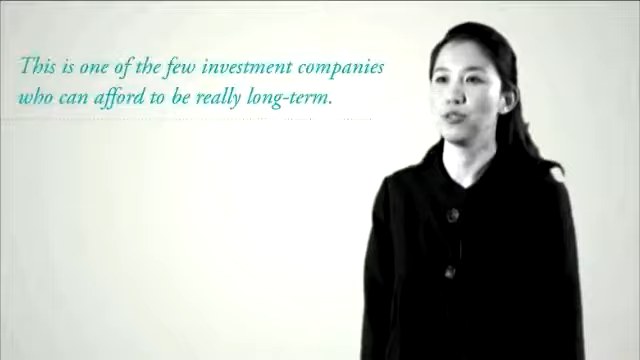 This is one of the few investment companies
who can afford to be really long-term.